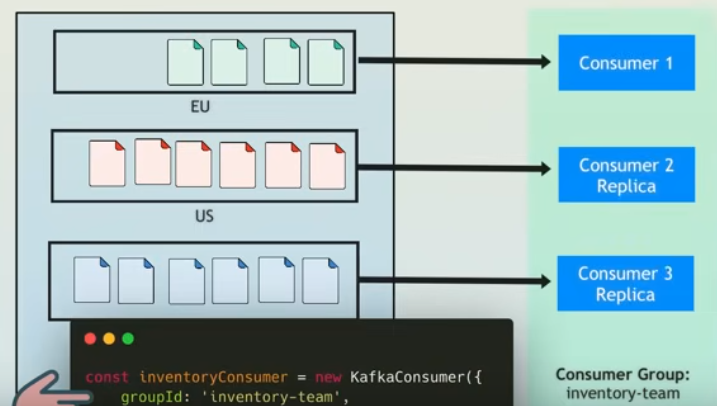 EU
Consumer 1
US
Consumer 2
Replica
Consumer 3
Replica
const inventoryConsumer = new KafkaConsumer({
groupId: 'inventory-team',
Consumer Group:
inventory-team